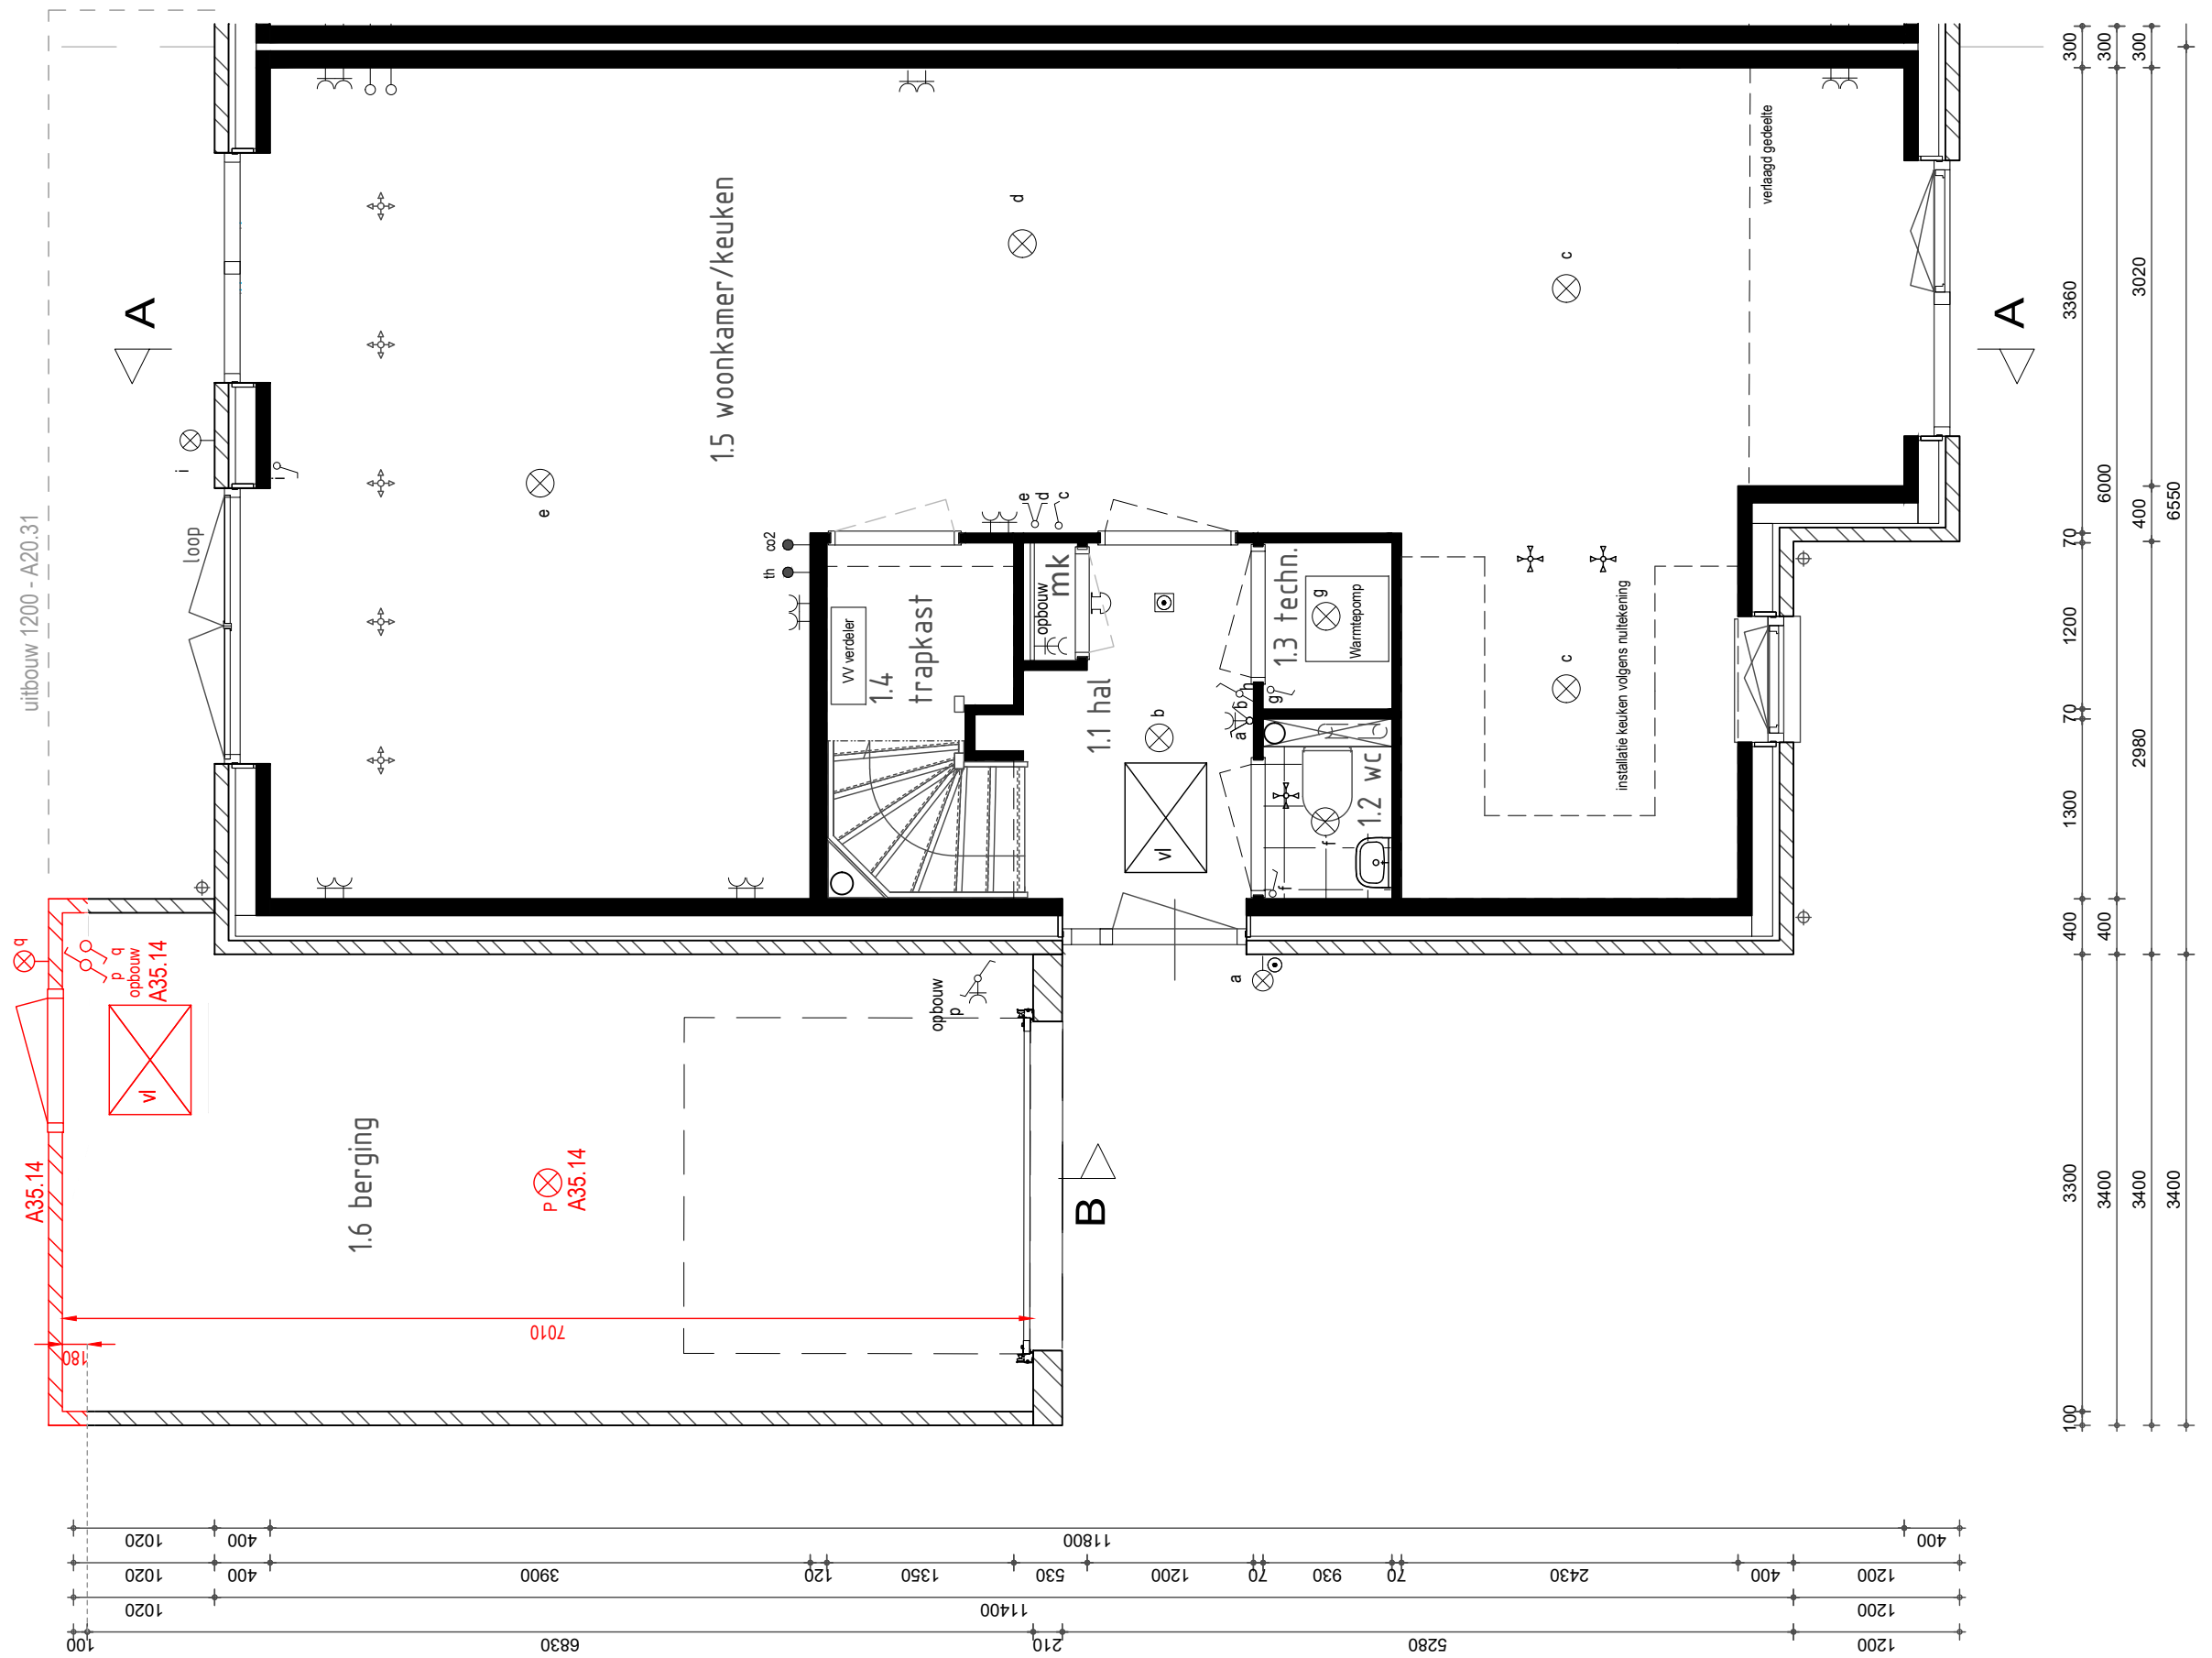 uitbouw 1200 - A20.31
loop
i
i
A
A
1.5 woonkamer/keuken
e
d
c
verlaagd gedeelte
co2
th
e
d
c
VV verdeler
1.4
trapkast
opbouw
mk
1.1 hal
b
vl
1.3 techn.
g
Warmtepomp
h
b
a
g
1.2 wc
f
f
c
installatie keuken volgens nultekening
a
q
p q
opbouw
A35.14
vl
A35.14
1.6 berging
P
A35.14
opbouw
p
B
7010
180
300
3360
70
1200
70
1300
400
3300
100
300
6000
400
3400
300
3020
400
2980
3400
6550
3400
1020
400
11800
400
1020
400
3900
120
1350
530
1200
70
930
70
2430
400
1200
1020
11400
1200
100
6830
210
5280
1200